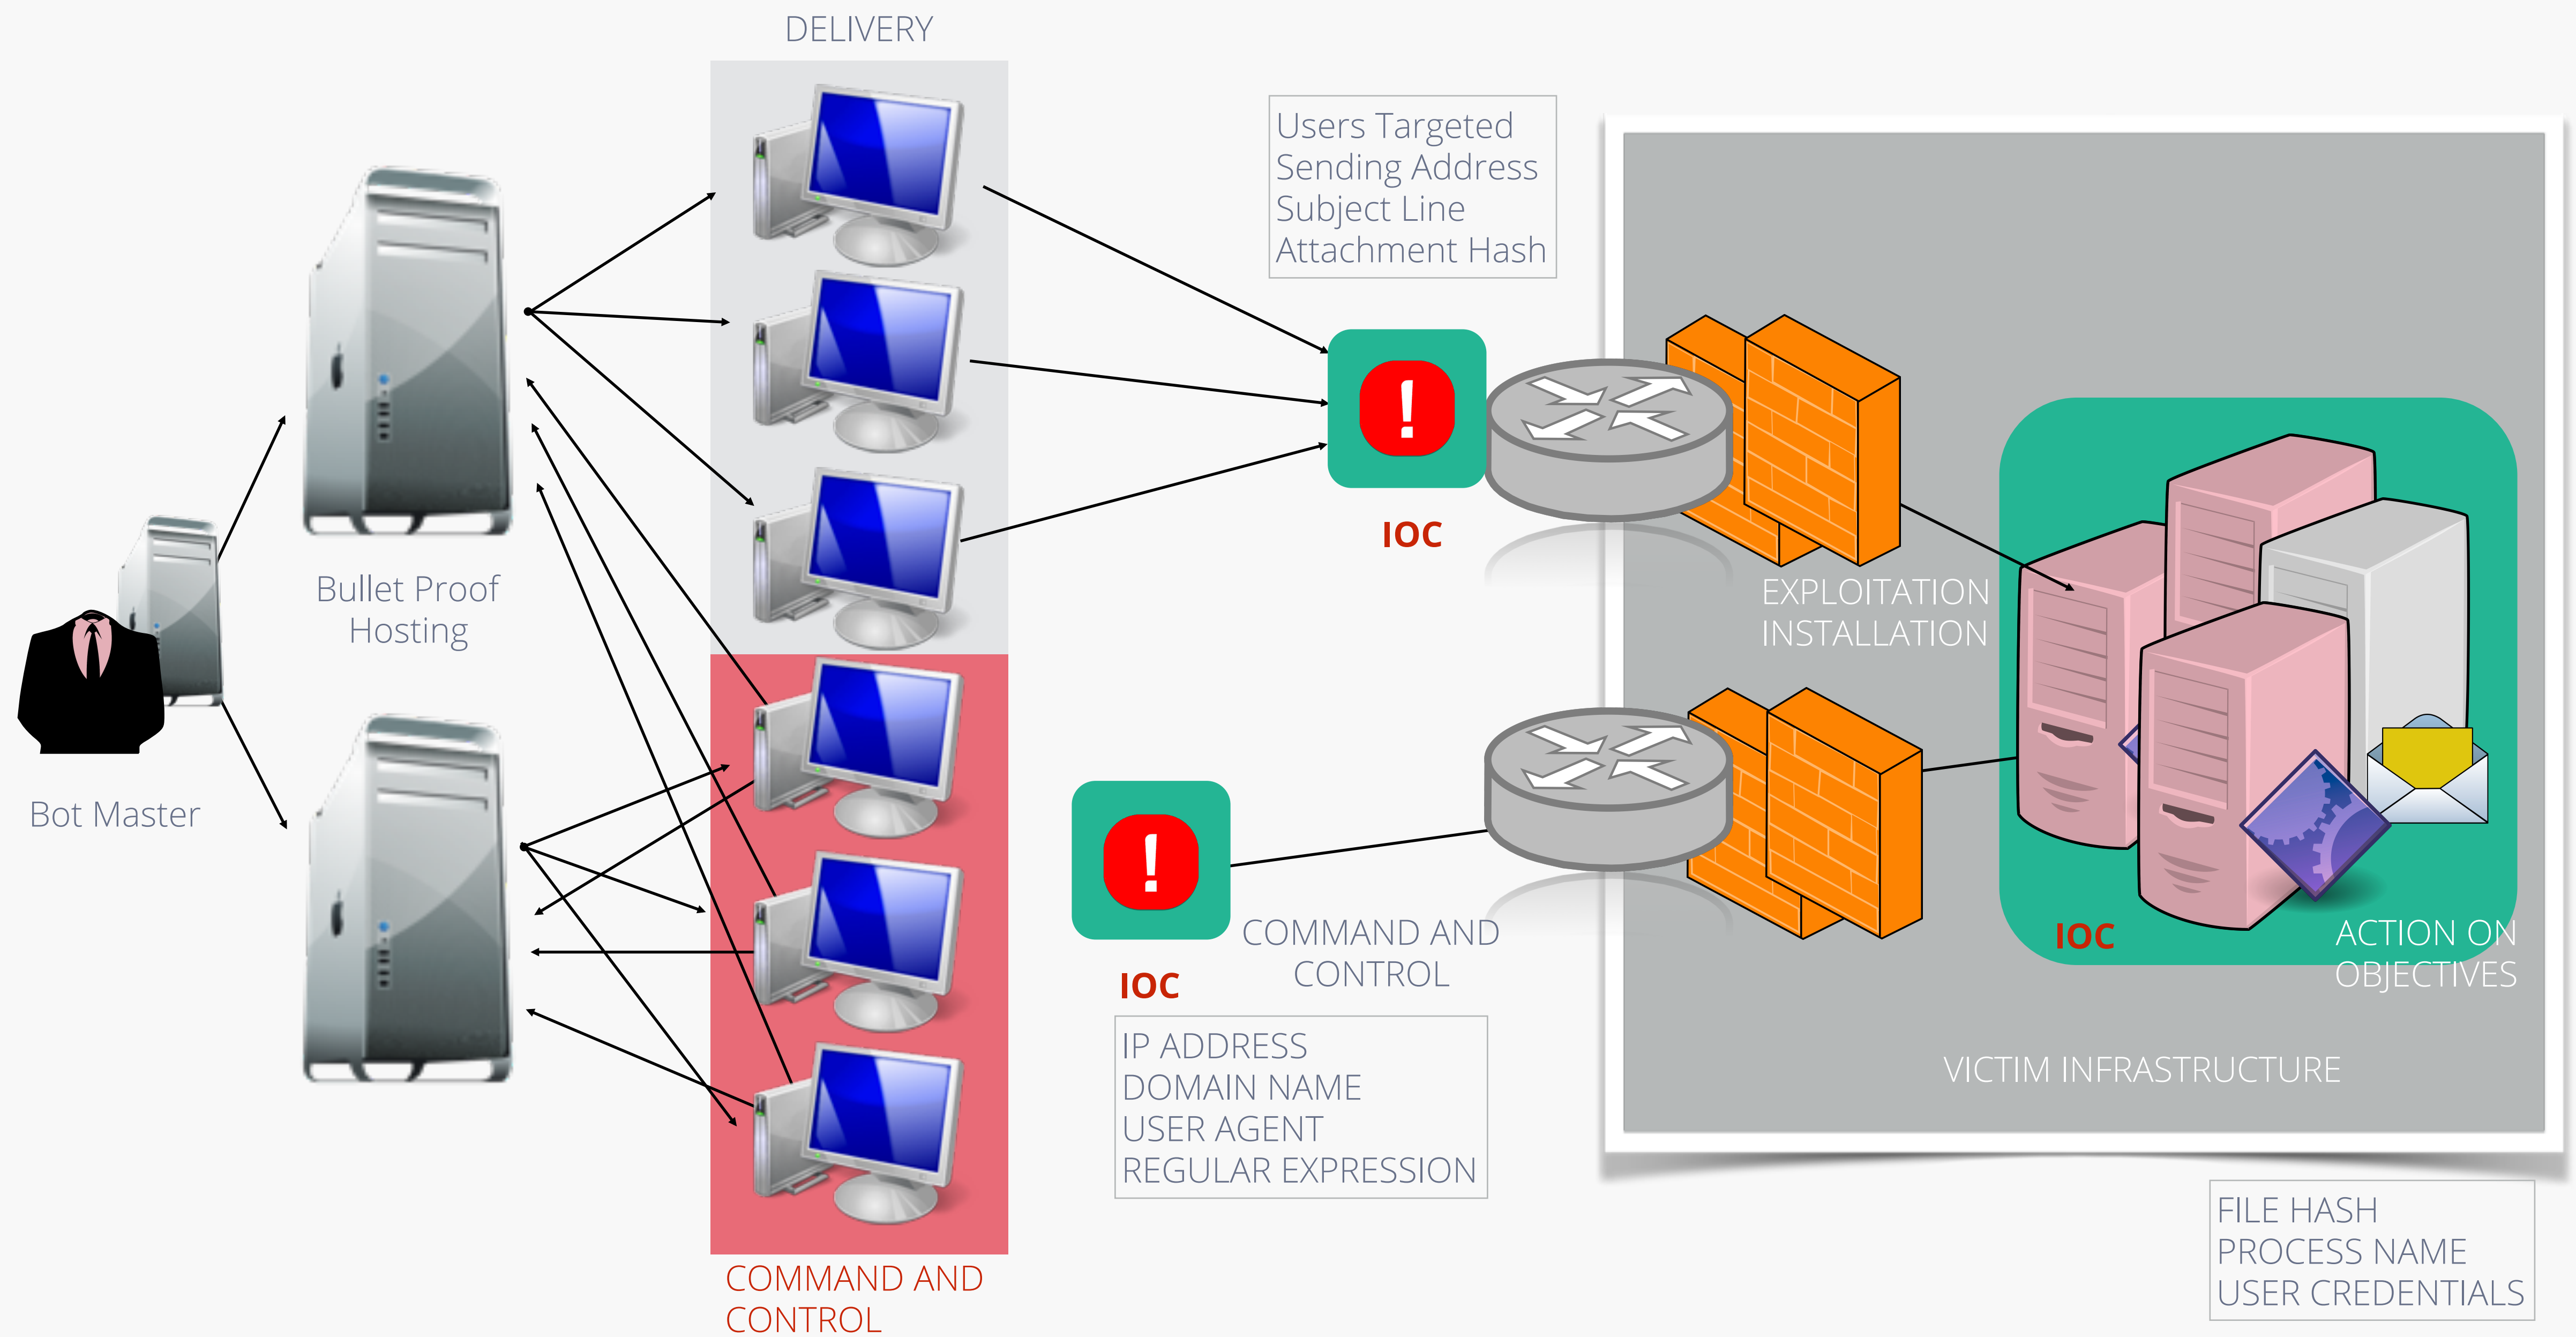 DELIVERY
Users Targeted
Sending Address
Subject Line
Attachment Hash
!
IOC
Bullet Proof
Hosting
EXPLOITATION
INSTALLATION
Bot Master
!
IOC
COMMAND AND
CONTROL
IP ADDRESS
DOMAIN NAME
USER AGENT
REGULAR EXPRESSION
IOC
ACTION ON
OBJECTIVES
VICTIM INFRASTRUCTURE
FILE HASH
PROCESS NAME
USER CREDENTIALS
COMMAND AND
CONTROL